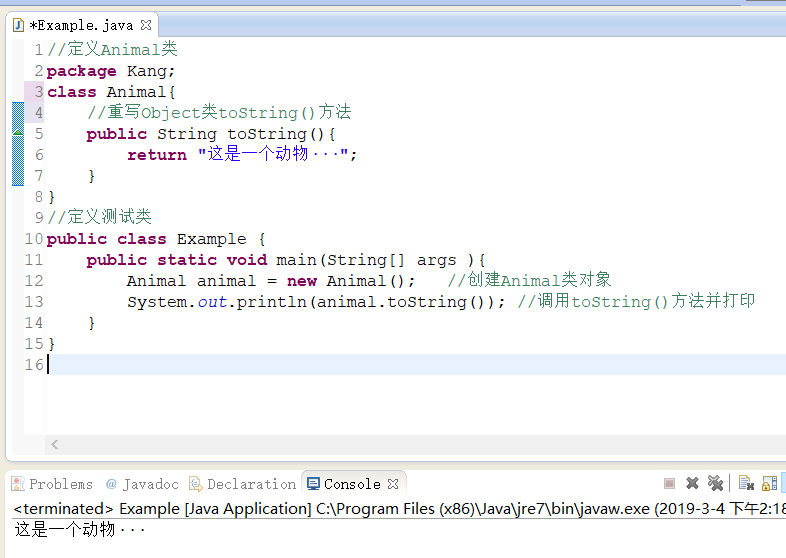 *Example.java
1 //定义Animal类
2 package Kang;
3 class Animal{
4 //重写Object类toString()方法
5 public String toString(){
6 return "这是一个动物···";
7 }
8 }
9 //定义测试类
10 public class Example {
11 public static void main(String[] args ){
12 Animal animal = new Animal(); //创建Animal类对象
13 System.out.println(animal.toString()); //调用toString()方法并打印
14 }
15 }
16
Problems @ Javadoc Declaration Console
<terminated> Example [Java Application] C:\Program Files (x86)\Java\jre7\bin\javaw.exe (2019-3-4 下午2:18
这是一个动物···